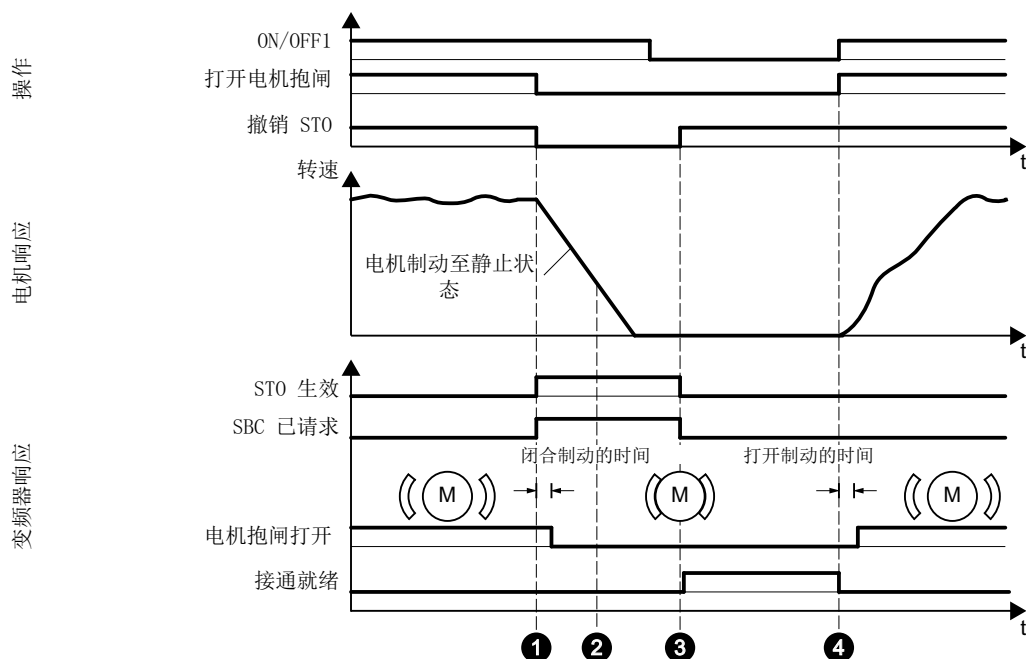 操作
ON/OFF1
打开电机抱闸
撤销 STO
t
电机响应
转速
电机制动至静止状
态
t
变频器响应
STO 生效
SBC 已请求
闭合制动的时间
打开制动的时间
M
M
M
电机抱闸打开
接通就绪
t
1
2
3
4